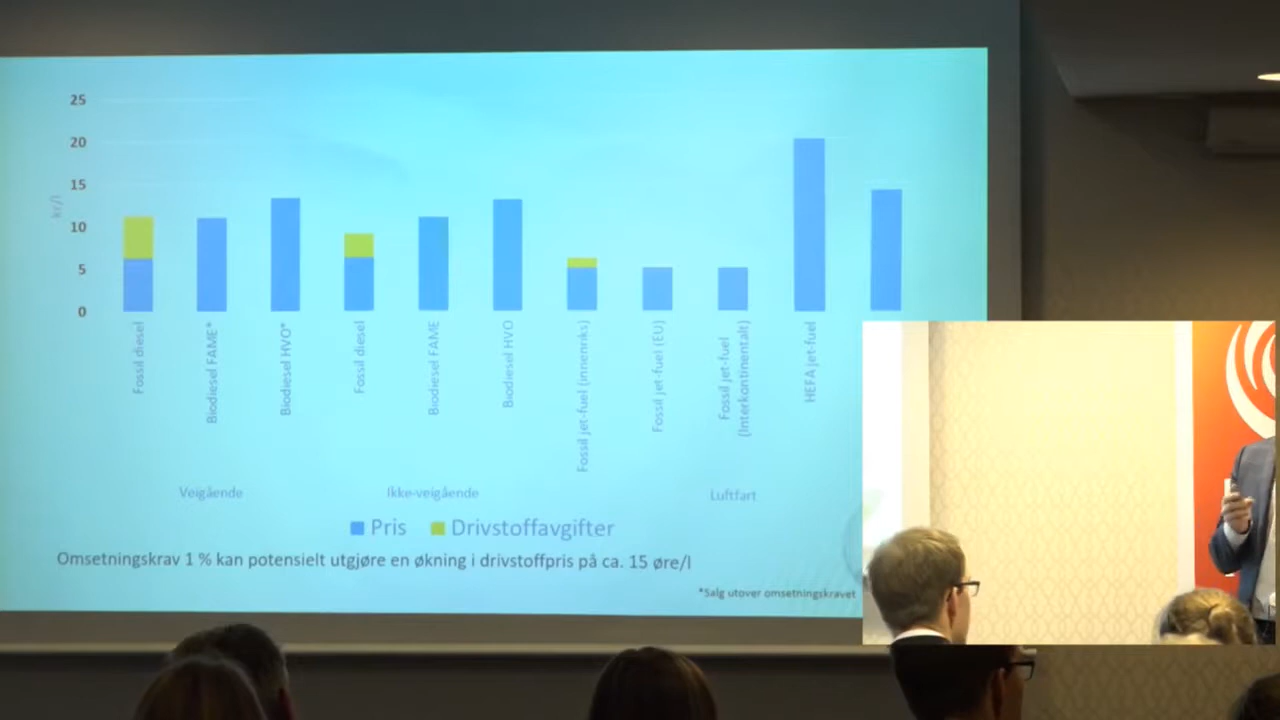 25
20
15
10
5
0
kr/l
Fossil diesel
Biodiesel FAME*
Biodiesel HVO*
Fossil diesel
Biodiesel FAME
Biodiesel HVO
Fossil jet-fuel (innenriks)
Fossil jet-fuel (EU)
Fossil jet-fuel
(Interkontinentalt)
HEFA jet-fuel
Veigående
Ikke-veigående
Luftfart
Pris
Drivstoffavgifter
Omsetningskrav 1 % kan potensielt utgjøre en økning i drivstoffpris på ca. 15 øre/l
*Salg utover omsetningskravet